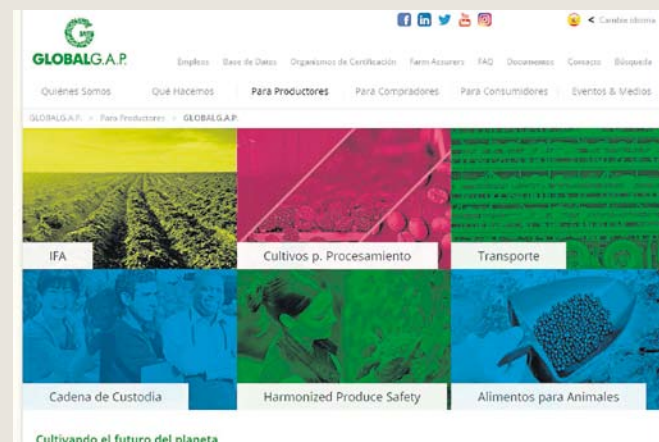 GLOBALG.A.P.
Cambie idioma
Empleos Base de Datos Organismos de Certificación Farm Assurers FAQ Documentos Contacto Búsqueda
Quiénes Somos Qué Hacemos Para Productores Para Compradores Para Consumidores Eventos & Medios
GLOBALG.A.P. > Para Productores > GLOBALG.A.P.
IFA
Cultivos p. Procesamiento
Transporte
Cadena de Custodia
Harmonized Produce Safety
Alimentos para Animales
Cultivando el futuro del planeta